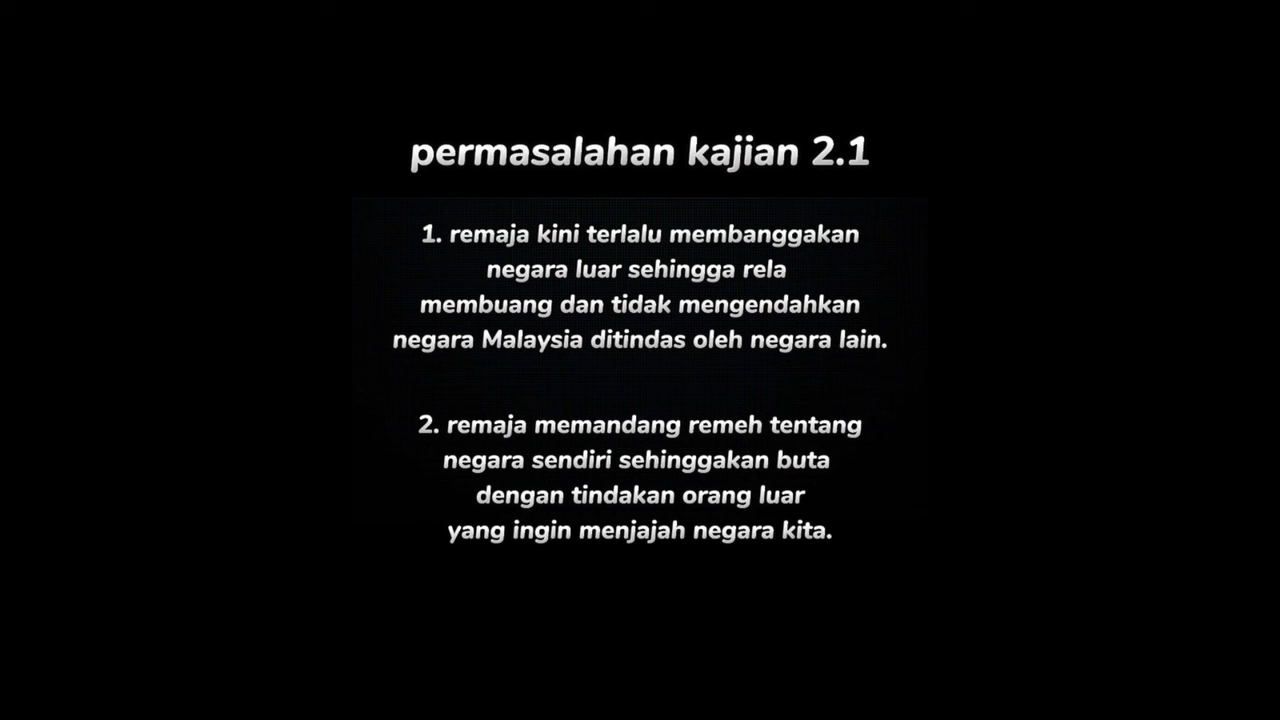 permasalahan kajian 2.1
1. remaja kini terlalu membanggakan
negara luar sehingga rela
membuang dan tidak mengendahkan
negara Malaysia ditindas oleh negara lain.
2. remaja memandang remeh tentang
negara sendiri sehinggakan buta
dengan tindakan orang luar
yang ingin menjajah negara kita.